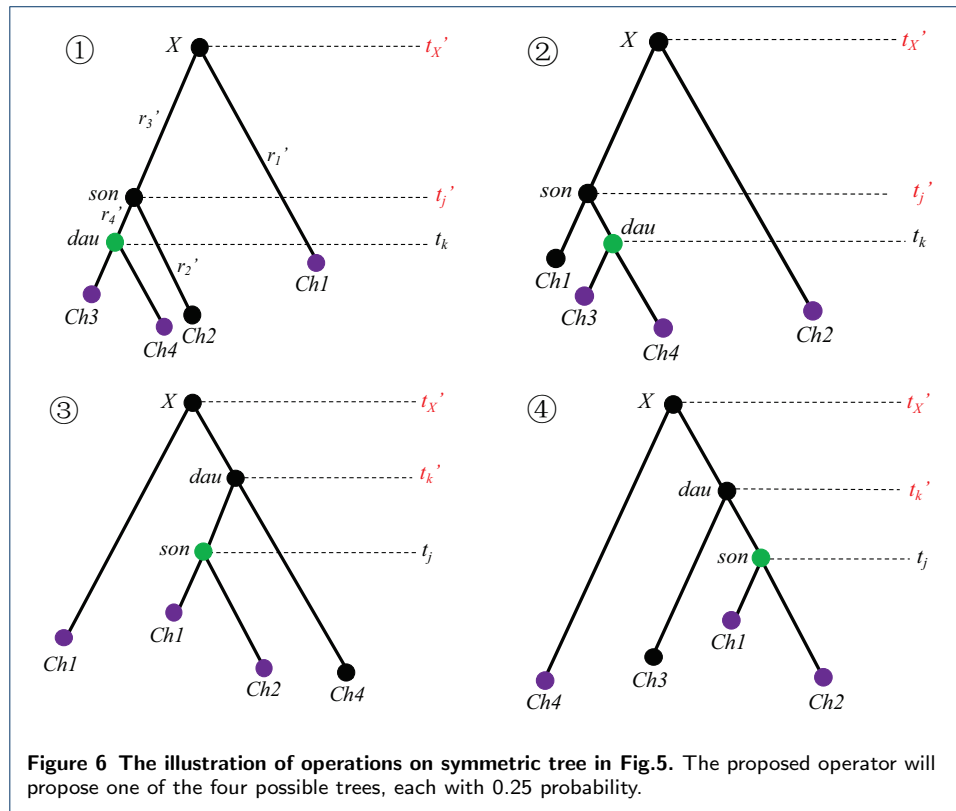 ① X t_X’
r_3’
r_1’
son t_j’
r_4’
dau t_k
r_2’
Ch1
Ch3
Ch4 Ch2
② X t_X’
son t_j’
dau t_k
Ch1
Ch3
Ch4 Ch2
③ X t_X’
dau t_k’
son t_j
Ch1
Ch1
Ch2 Ch4
④ X t_X’
dau t_k’
son t_j
Ch1
Ch4 Ch3 Ch2
Figure 6 The illustration of operations on symmetric tree in Fig.5. The proposed operator will
propose one of the four possible trees, each with 0.25 probability.